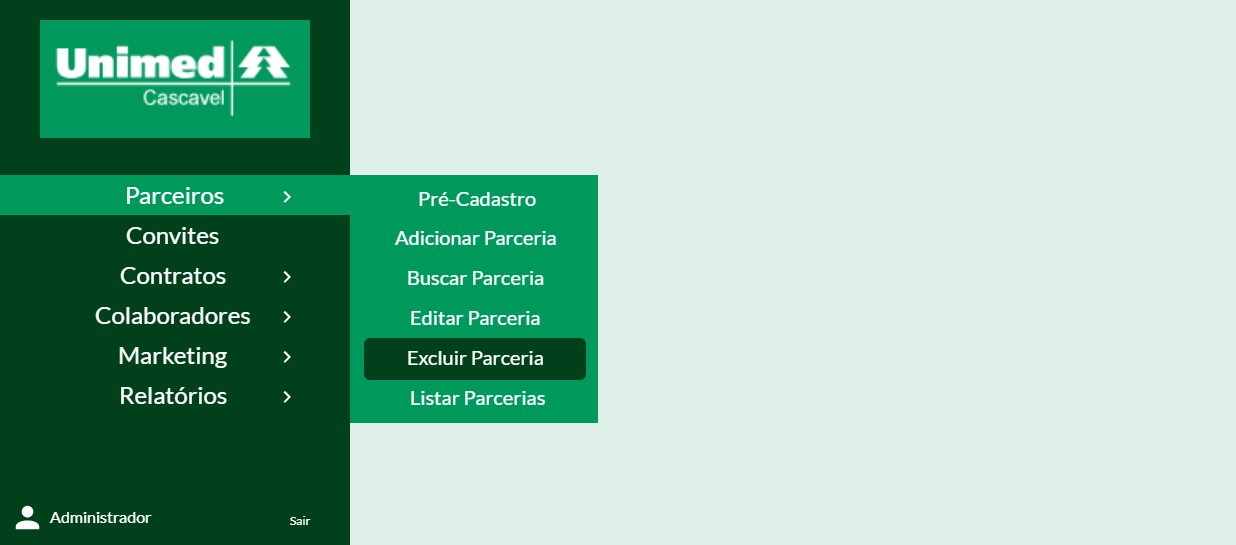 Unimed
Cascavel
Parceiros
Convites
Contratos
Colaboradores
Marketing
Relatórios
Pré-Cadastro
Adicionar Parceria
Buscar Parceria
Editar Parceria
Excluir Parceria
Listar Parcerias
Administrador
Sair